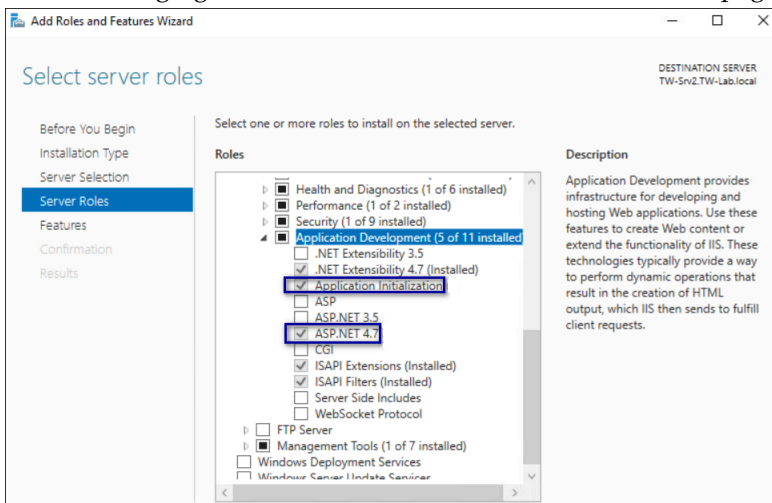 Add Roles and Features Wizard
Select server roles
DESTINATION SERVER
TW-Srv2.TW-Lab.local
Before You Begin
Installation Type
Server Selection
Server Roles
Features
Confirmation
Results
Select one or more roles to install on the selected server.
Roles
Health and Diagnostics (1 of 6 installed)
Performance (1 of 2 installed)
Security (1 of 9 installed)
Application Development (5 of 11 installed
.NET Extensibility 3.5
.NET Extensibility 4.7 (Installed)
Application Initialization
ASP
ASP.NET 3.5
ASP.NET 4.7
CGI
ISAPI Extensions (Installed)
ISAPI Filters (Installed)
Server Side Includes
WebSocket Protocol
FTP Server
Management Tools (1 of 7 installed)
Windows Deployment Services
Windows Server Update Services
Description
Application Development provides
infrastructure for developing and
hosting Web applications. Use these
features to create Web content or
extend the functionality of IIS. These
technologies typically provide a way
to perform dynamic operations that
result in the creation of HTML
output, which IIS then sends to fulfill
client requests.